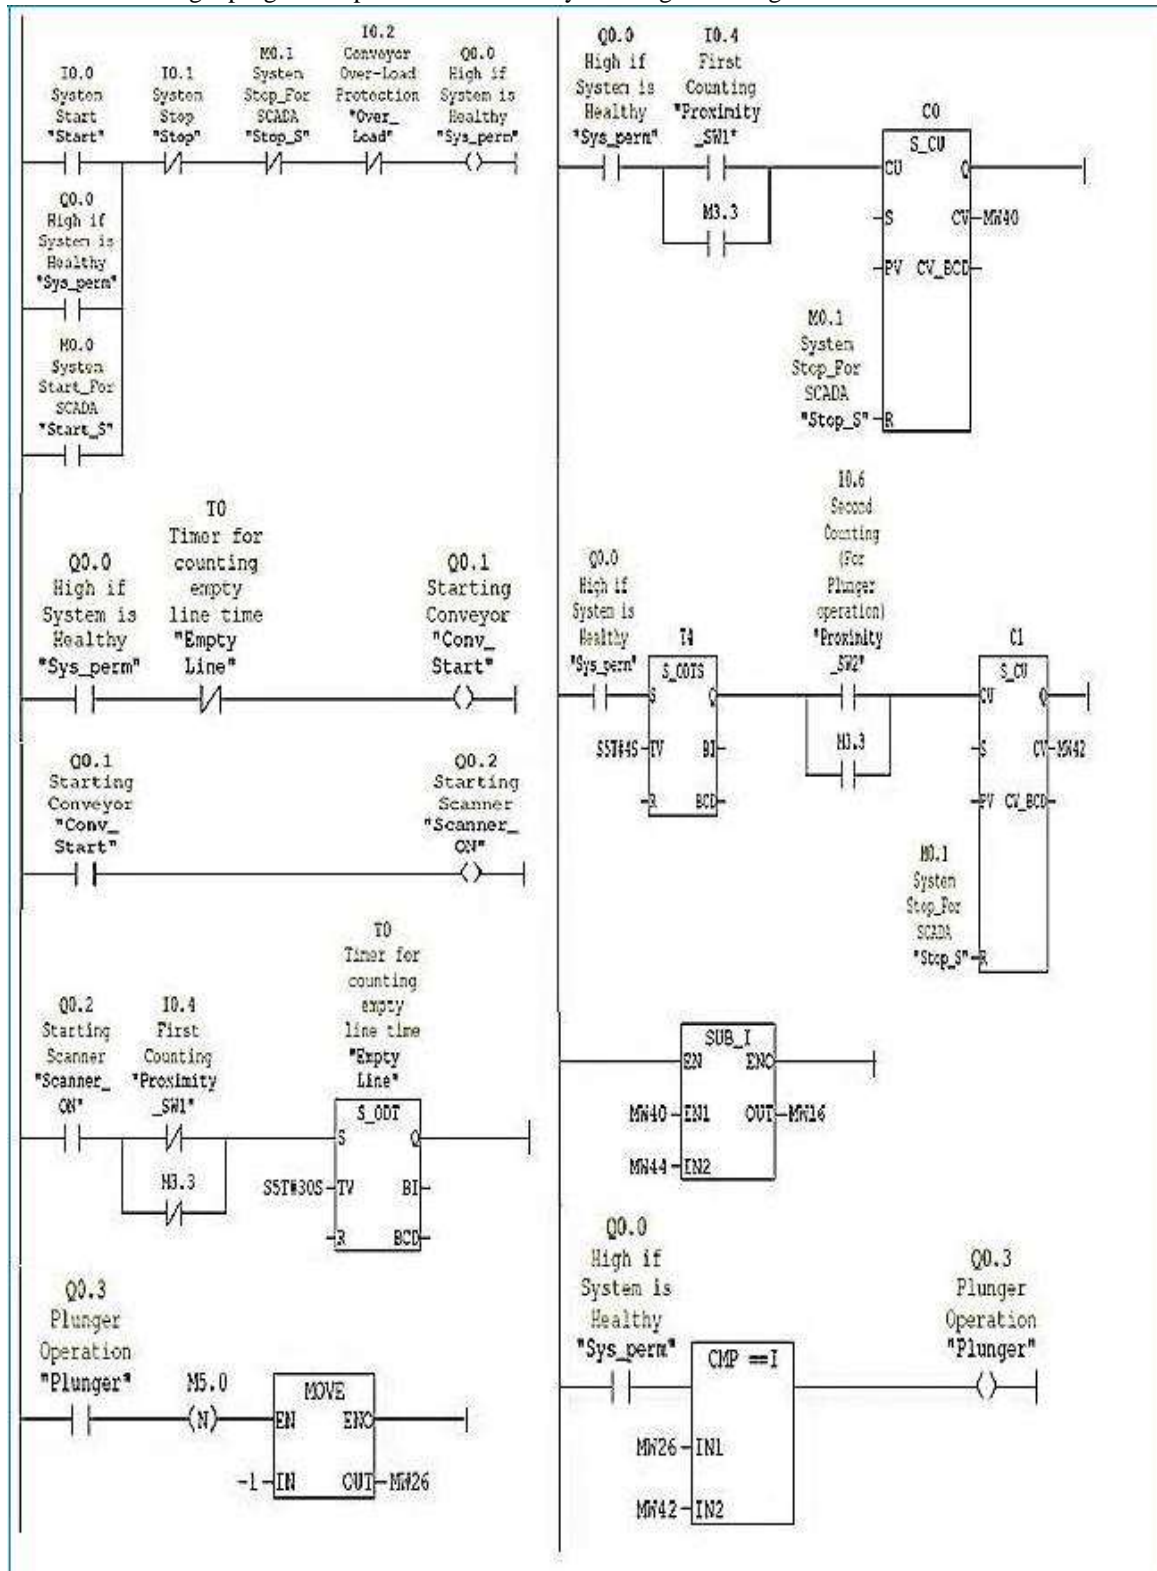 I0.0
System
Start
"Start"
I0.1
System
Stop
"Stop"
M0.1
System
Stop_For
SCADA
"Stop_S"
I0.2
Conveyor
Over-Load
Protection
"Over_
Load"
Q0.0
High if
System is
Healthy
"Sys_perm"
Q0.0
High if
System is
Healthy
"Sys_perm"
M0.0
System
Start_For
SCADA
"Start_S"
Q0.0
High if
System is
Healthy
"Sys_perm"
T0
Timer for
counting
empty
line time
"Empty
Line"
Q0.1
Starting
Conveyor
"Conv_
Start"
Q0.1
Starting
Conveyor
"Conv_
Start"
Q0.2
Starting
Scanner
"Scanner_
ON"
Q0.2
Starting
Scanner
"Scanner_
ON"
I0.4
First
Counting
"Proximity
_SW1"
M3.3
T0
Timer for
counting
empty
line time
"Empty
Line"
S_ODT
S Q
S5T#30S TV BI
R BCD
Q0.3
Plunger
Operation
"Plunger"
M5.0
(N)
MOVE
EN ENO
-1 IN OUT MW26
Q0.0
High if
System is
Healthy
"Sys_perm"
I0.4
First
Counting
"Proximity
_SW1"
M3.3
C0
S_CU
CU Q
S CV MW40
PV CV_BCD
M0.1
System
Stop_For
SCADA
"Stop_S" R
Q0.0
High if
System is
Healthy
"Sys_perm"
T4
S_ODTS
S Q
S5T#4S TV BI
R BCD
I0.6
Second
Counting
(For
Plunger
operation)
"Proximity
_SW2"
M3.3
C1
S_CU
CU Q
S CV MW42
PV CV_BCD
M0.1
System
Stop_For
SCADA
"Stop_S" R
SUB_I
EN ENO
MW40 IN1 OUT MW16
MW44 IN2
Q0.0
High if
System is
Healthy
"Sys_perm"
CMP ==I
MW26 IN1
MW42 IN2
Q0.3
Plunger
Operation
"Plunger"